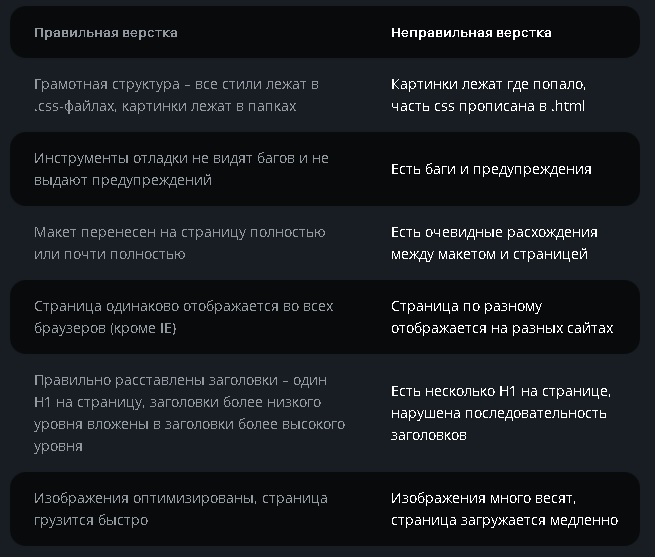 Правильная верстка
Неправильная верстка
Грамотная структура – все стили лежат в
.css-файлах, картинки лежат в папках
Картинки лежат где попало,
часть css прописана в .html
Инструменты отладки не видят багов и не
выдают предупреждений
Есть баги и предупреждения
Макет перенесен на страницу полностью
или почти полностью
Есть очевидные расхождения
между макетом и страницей
Страница одинаково отображается во всех
браузеров (кроме IE)
Страница по разному
отображается на разных сайтах
Правильно расставлены заголовки – один
H1 на страницу, заголовки более низкого
уровня вложены в заголовки более высокого
уровня
Есть несколько H1 на странице,
нарушена последовательность
заголовков
Изображения оптимизированы, страница
грузится быстро
Изображения много весят,
страница загружается медленно